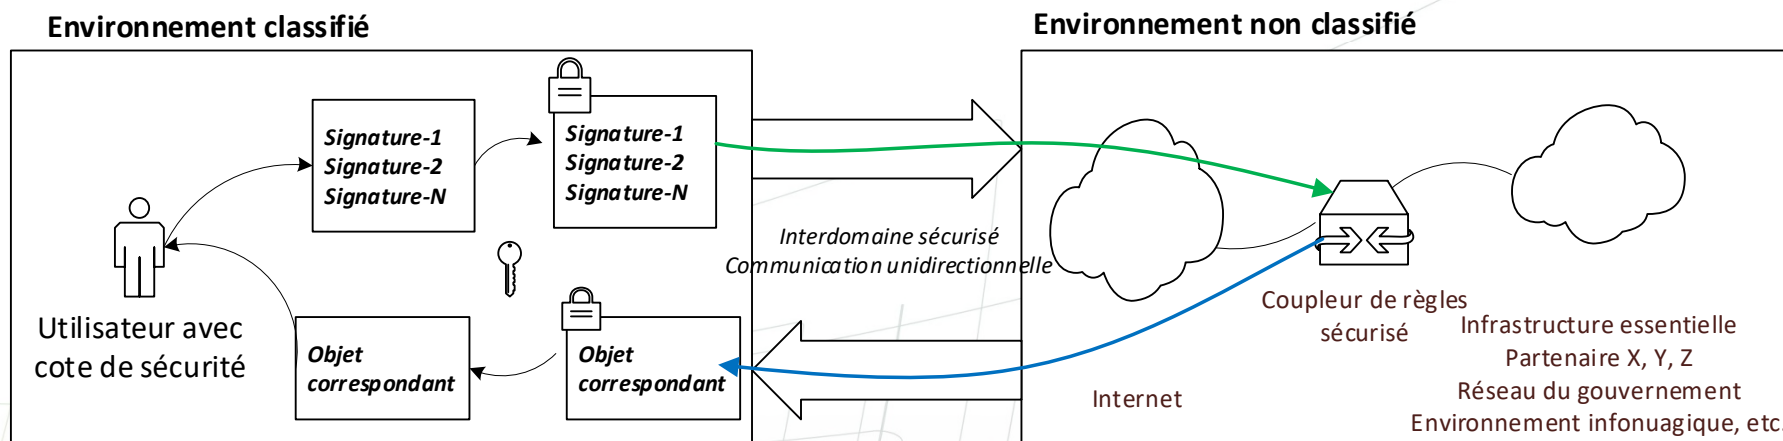 Environnement classifié
Environnement non classifié
Signature-1
Signature-2
Signature-N
Signature-1
Signature-2
Signature-N
Interdomaine sécurisé
Communication unidirectionnelle
Utilisateur avec
cote de sécurité
Objet
correspondant
Objet
correspondant
Coupleur de règles
sécurisé
Internet
Infrastructure essentielle
Partenaire X, Y, Z
Réseau du gouvernement
Environnement infonuagique, etc.